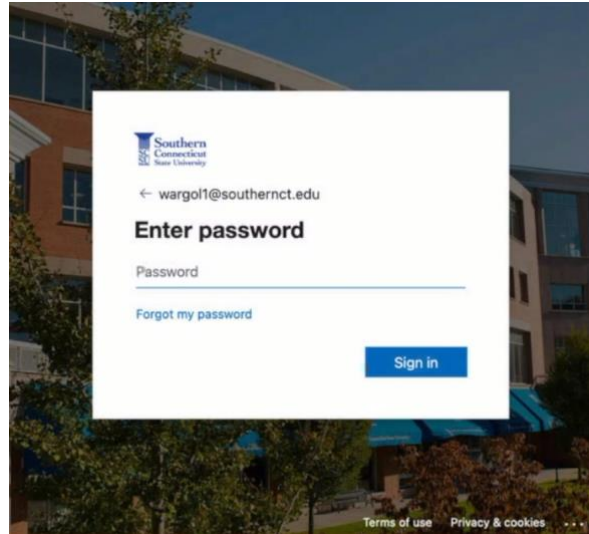 Southern
Connecticut
State University
← wargol1@southernct.edu
Enter password
Password
Forgot my password
Sign in
Terms of use Privacy & cookies ...